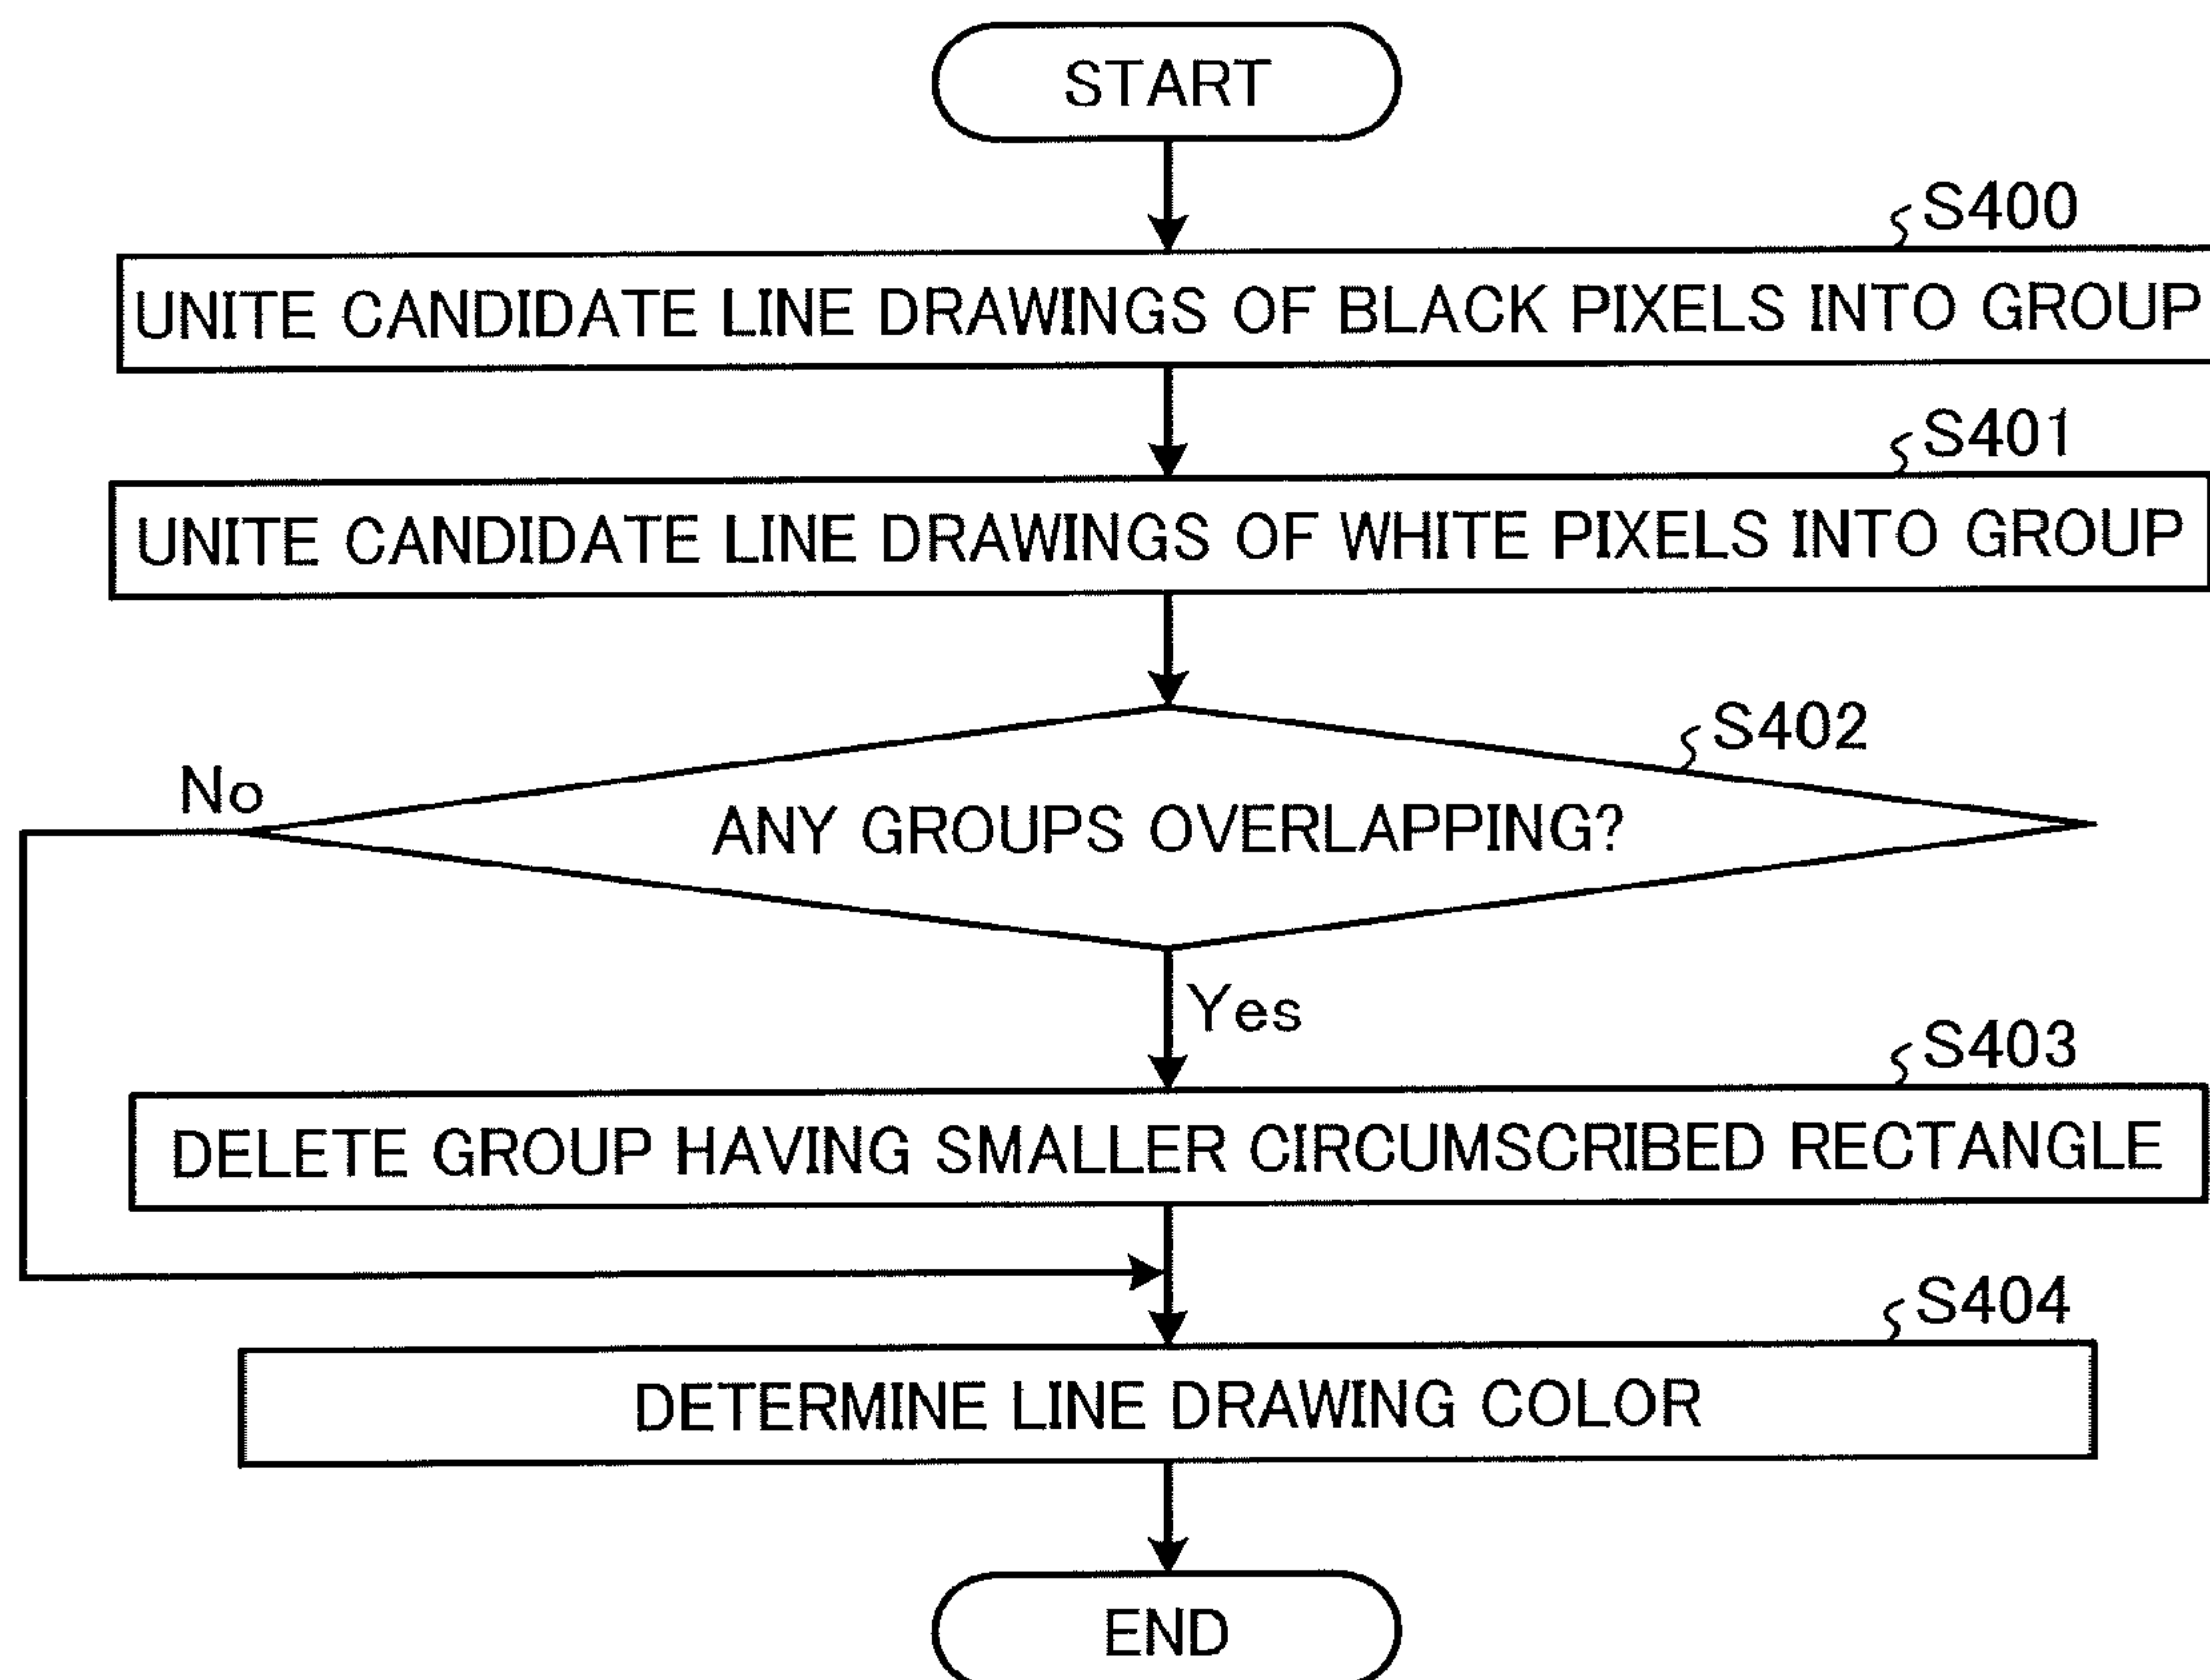 START
S400
UNITE CANDIDATE LINE DRAWINGS OF BLACK PIXELS INTO GROUP
S401
UNITE CANDIDATE LINE DRAWINGS OF WHITE PIXELS INTO GROUP
S402
No
ANY GROUPS OVERLAPPING?
Yes
S403
DELETE GROUP HAVING SMALLER CIRCUMSCRIBED RECTANGLE
S404
DETERMINE LINE DRAWING COLOR
END